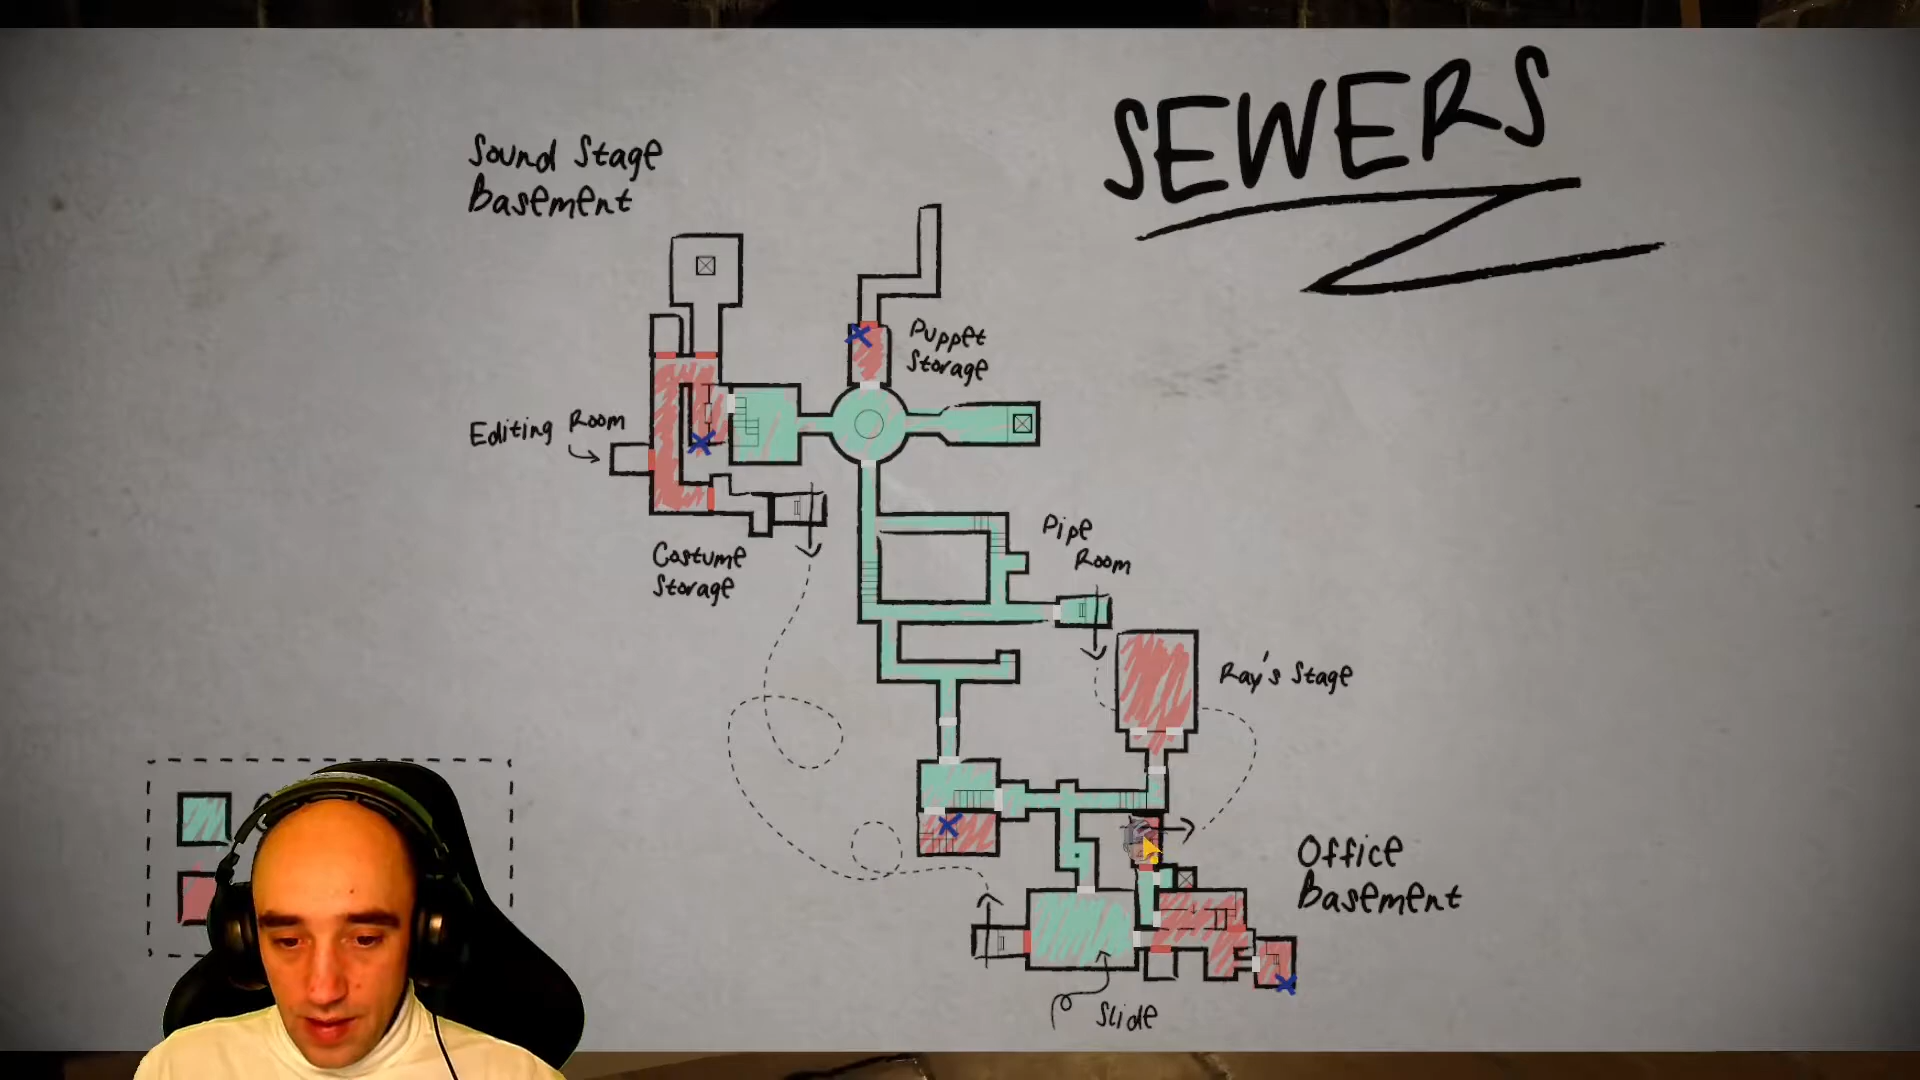 SEWERS
Sound Stage
Basement
Puppet
Storage
Editing Room
Pipe
Room
Costume
Storage
Ray's Stage
Office
Basement
Slide